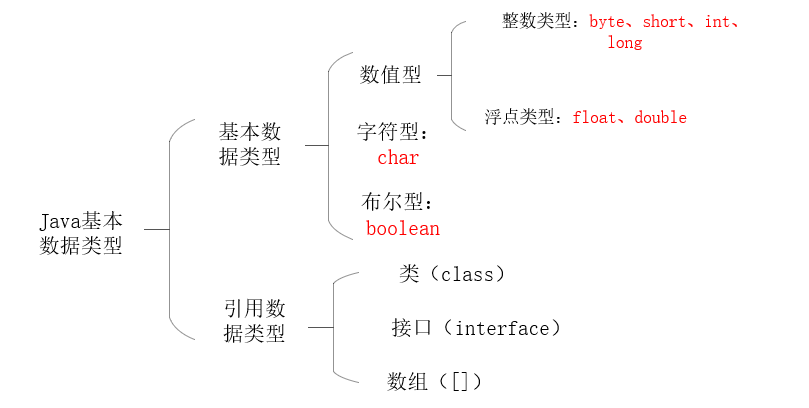 整数类型：byte、short、int、
long
数值型
浮点类型：float、double
基本数
据类型
字符型：
char
布尔型：
boolean
Java基本
数据类型
类（class）
引用数
据类型
接口（interface）
数组（[]）